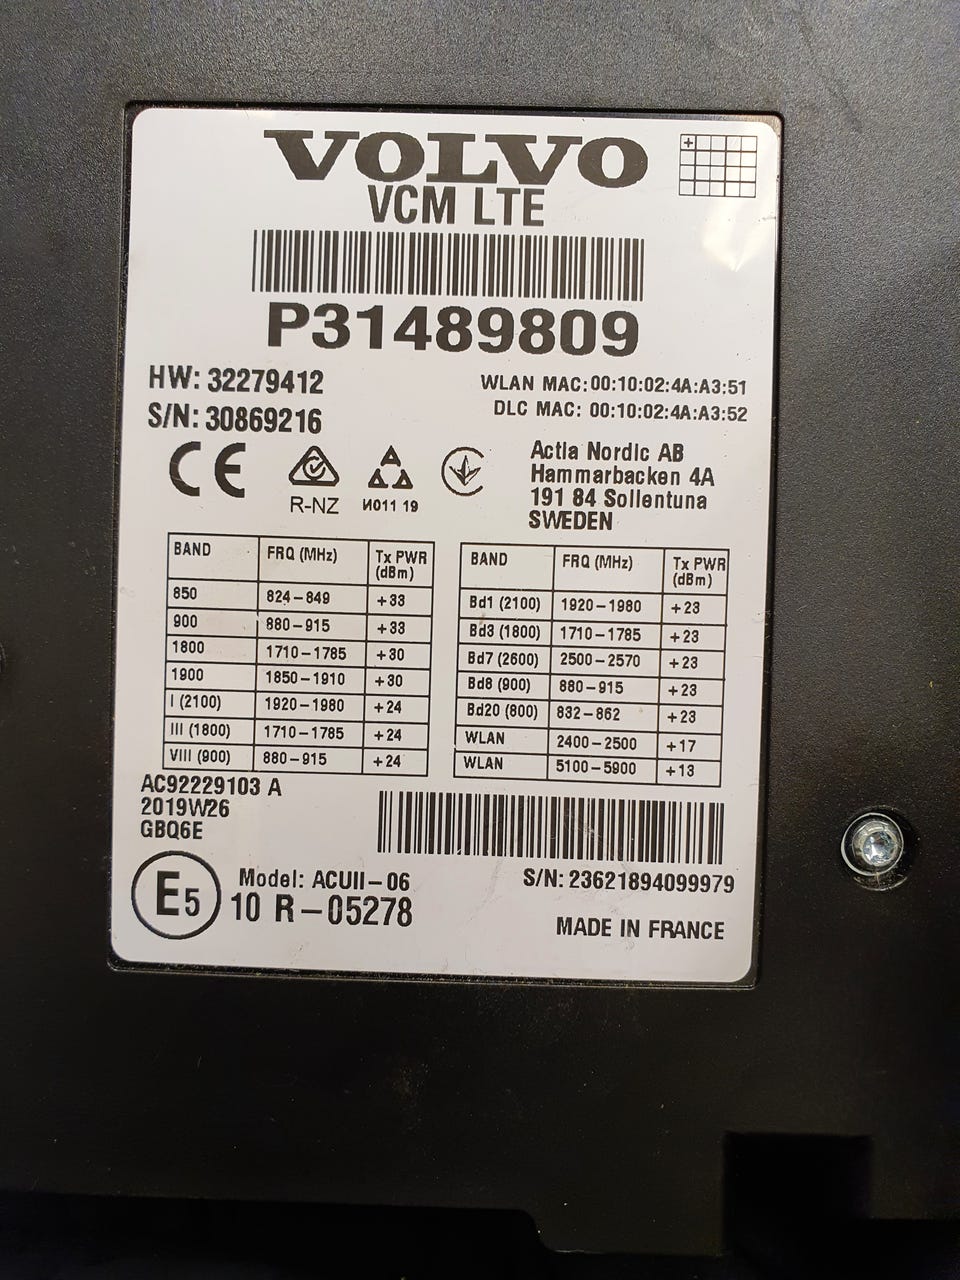 VOLVO
VCM LTE
P31489809
HW: 32279412
S/N: 30869216
WLAN MAC:00:10:02:4A:A3:51
DLC MAC: 00:10:02:4A:A3:52
CE
R-NZ
И011 19
Actia Nordic AB
Hammarbacken 4A
191 84 Sollentuna
SWEDEN
BAND FRQ (MHz) Tx PWR (dBm)
850 824-849 +33
900 880-915 +33
1800 1710-1785 +30
1900 1850-1910 +30
I (2100) 1920-1980 +24
III (1800) 1710-1785 +24
VIII (900) 880-915 +24
BAND FRQ (MHz) Tx PWR (dBm)
Bd1 (2100) 1920-1980 +23
Bd3 (1800) 1710-1785 +23
Bd7 (2600) 2500-2570 +23
Bd8 (900) 880-915 +23
Bd20 (800) 832-862 +23
WLAN 2400-2500 +17
WLAN 5100-5900 +13
AC92229103 A
2019W26
GBQ6E
E5
Model: ACUII-06
10 R-05278
S/N: 23621894099979
MADE IN FRANCE